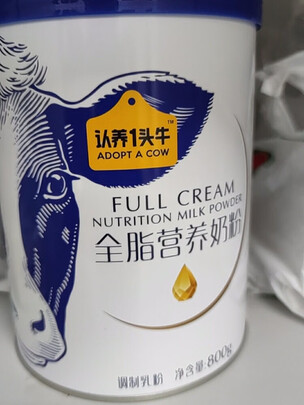 认养1头牛
TM
ADOPT A COW
FULL CREAM
NUTRITION MILK POWDER
全脂营养奶粉
调制乳粉 净含量:800g